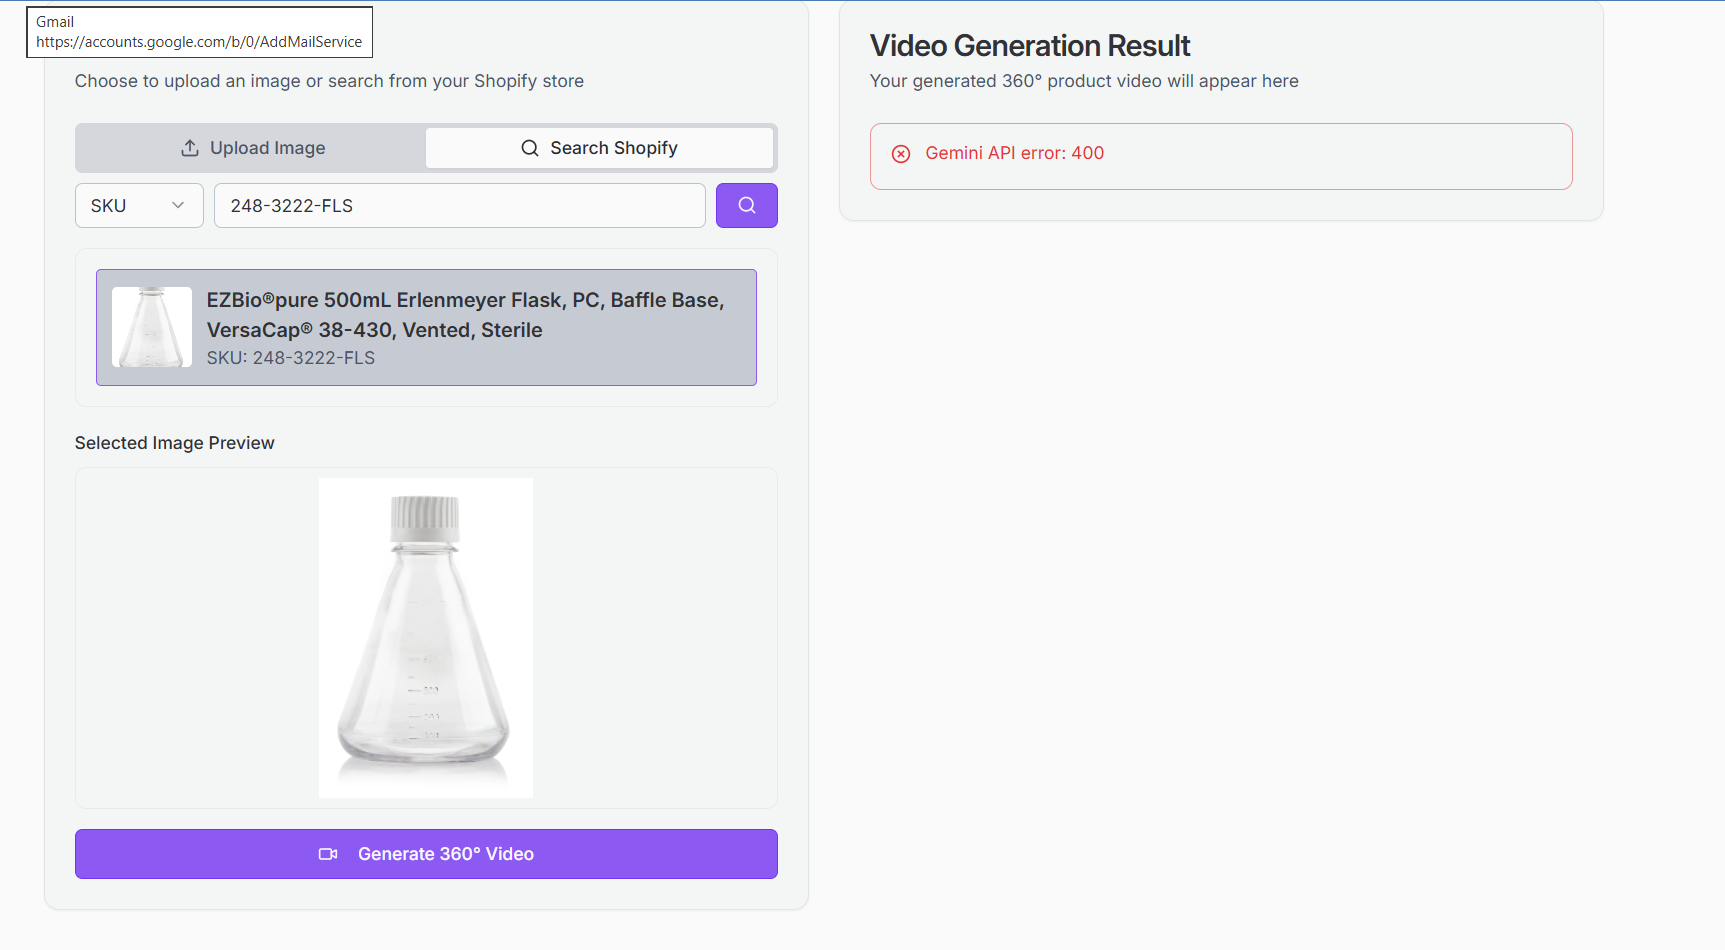 Gmail
https://accounts.google.com/b/0/AddMailService
Choose to upload an image or search from your Shopify store
Upload Image
Search Shopify
SKU
248-3222-FLS
EZBio®pure 500mL Erlenmeyer Flask, PC, Baffle Base,
VersaCap® 38-430, Vented, Sterile
SKU: 248-3222-FLS
Selected Image Preview
Generate 360° Video
Video Generation Result
Your generated 360° product video will appear here
Gemini API error: 400